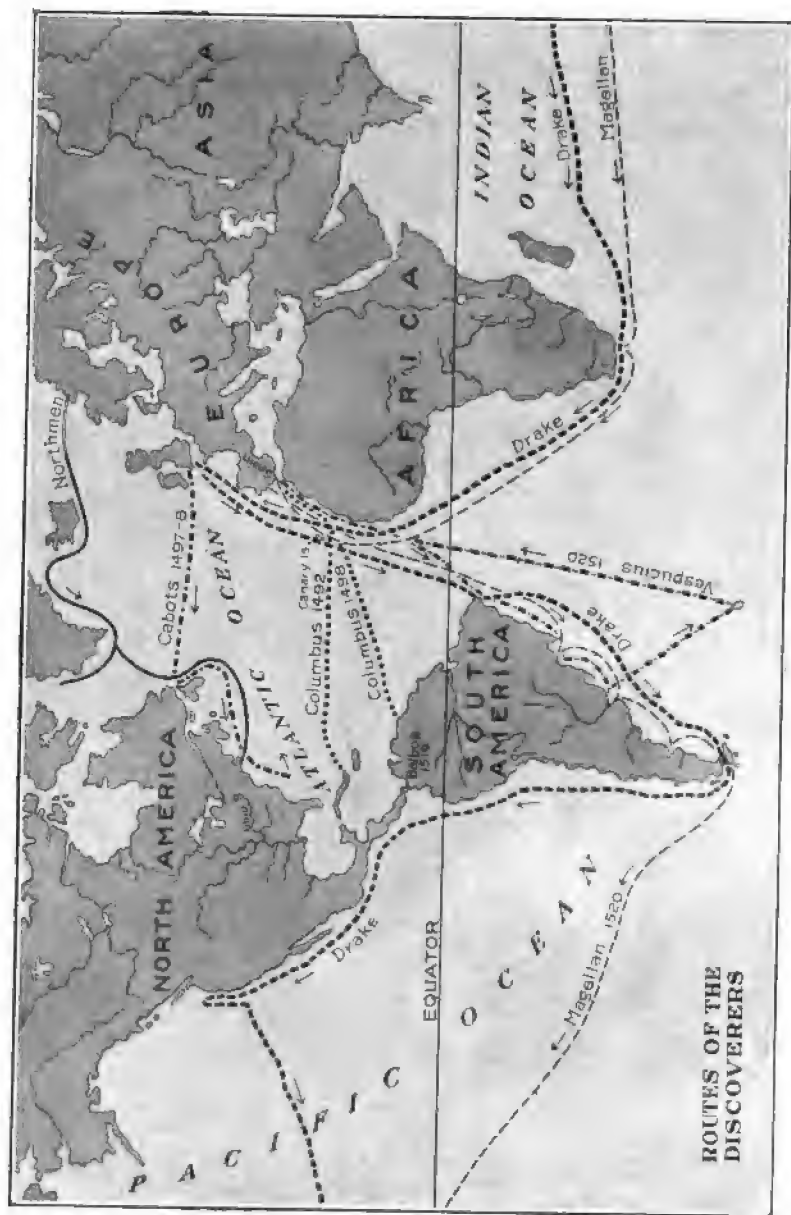 ROUTES OF THE
DISCOVERERS
NORTH AMERICA
SOUTH
AMERICA
EUROPE
ASIA
AFRICA
PACIFIC
OCEAN
ATLANTIC
OCEAN
INDIAN
OCEAN
EQUATOR
Northmen
Cabots 1497-8
Canary Is.
Columbus 1492
Columbus 1498
Balboa
Vespucius
1520
Drake
Drake
Drake
Drake
Magellan 1520
Magellan